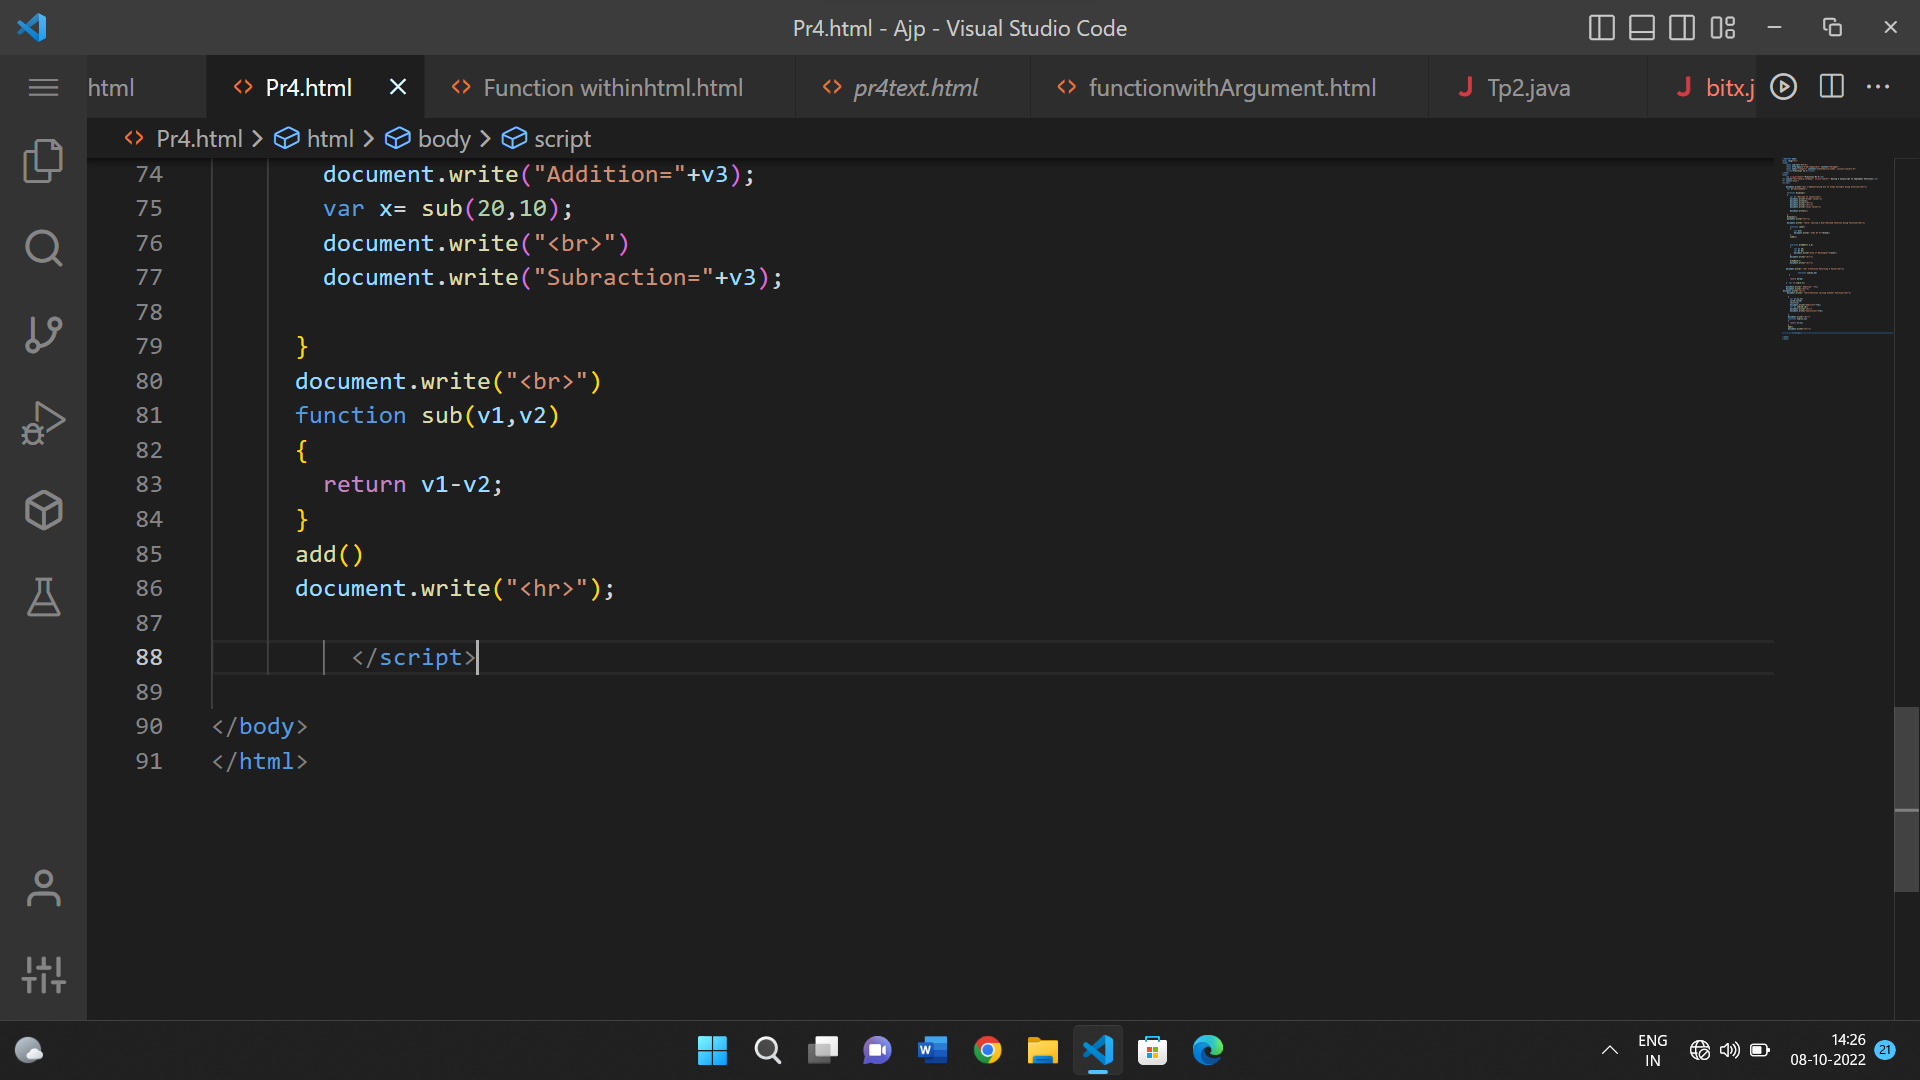 Pr4.html - Ajp - Visual Studio Code
html
Pr4.html
Function withinhtml.html
pr4text.html
functionwithArgument.html
Tp2.java
bitx.j
Pr4.html > html > body > script
74 document.write("Addition="+v3);
75 var x= sub(20,10);
76 document.write("<br>")
77 document.write("Subraction="+v3);
78
79 }
80 document.write("<br>")
81 function sub(v1,v2)
82 {
83 return v1-v2;
84 }
85 add()
86 document.write("<hr>");
87
88 </script>
89
90 </body>
91 </html>
ENG
IN
14:26
08-10-2022
21